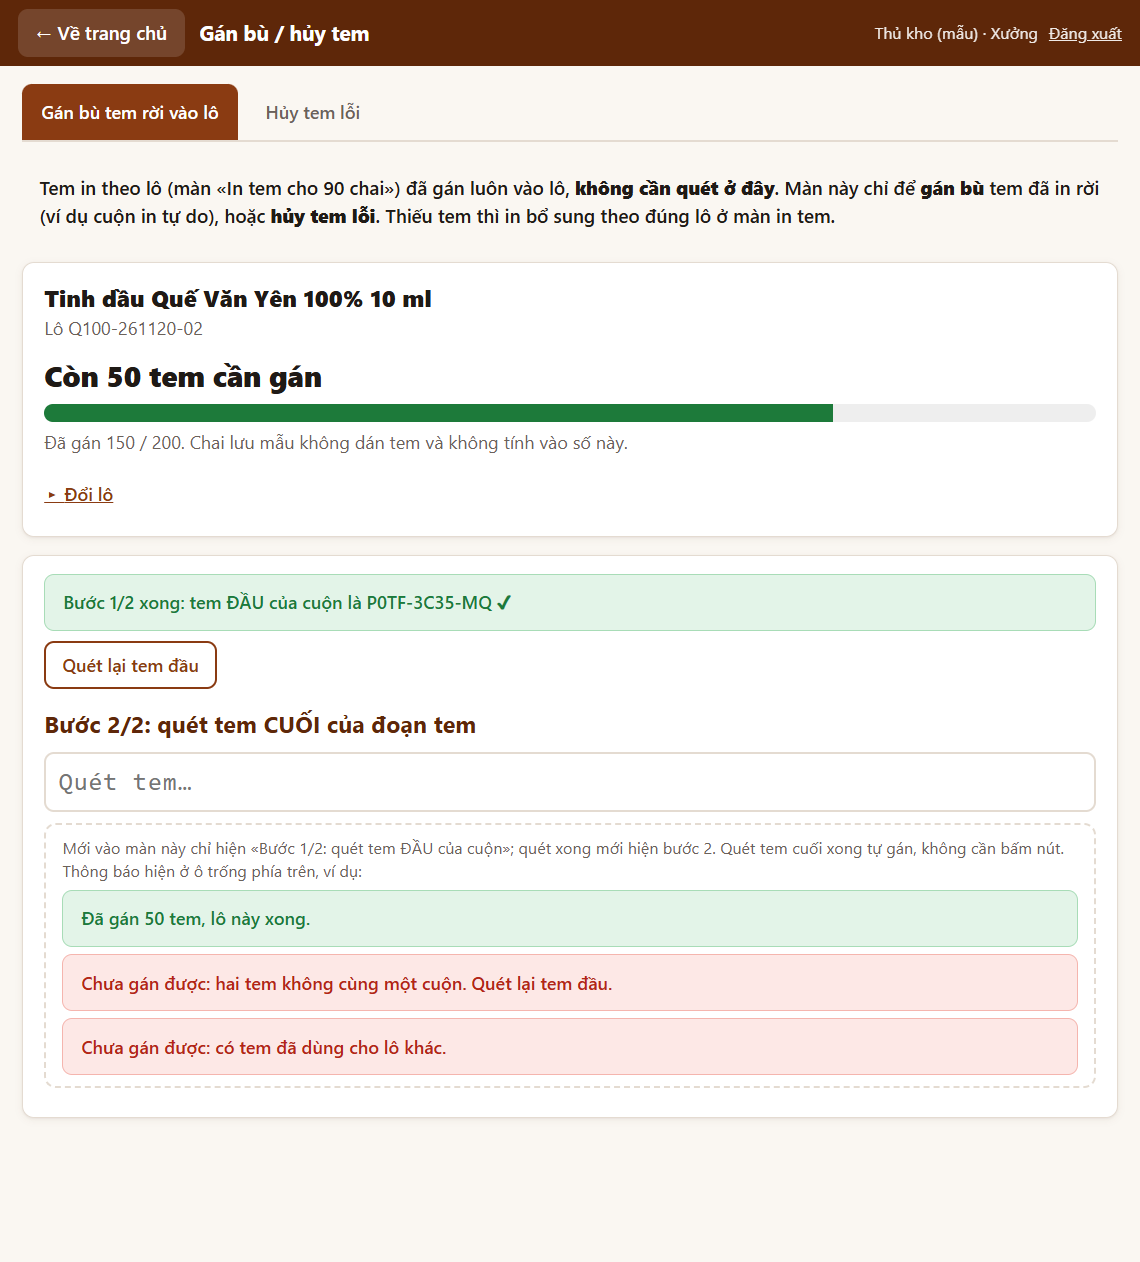 ← Về trang chủ
Gán bù / hủy tem
Thủ kho (mẫu) · Xưởng Đăng xuất
Gán bù tem rời vào lô
Hủy tem lỗi
Tem in theo lô (màn «In tem cho 90 chai») đã gán luôn vào lô, không cần quét ở đây. Màn này chỉ để gán bù tem đã in rời
(ví dụ cuộn in tự do), hoặc hủy tem lỗi. Thiếu tem thì in bổ sung theo đúng lô ở màn in tem.
Tinh dầu Quế Văn Yên 100% 10 ml
Lô Q100-261120-02
Còn 50 tem cần gán
Đã gán 150 / 200. Chai lưu mẫu không dán tem và không tính vào số này.
▸ Đổi lô
Bước 1/2 xong: tem ĐẦU của cuộn là P0TF-3C35-MQ ✔
Quét lại tem đầu
Bước 2/2: quét tem CUỐI của đoạn tem
Quét tem…
Mới vào màn này chỉ hiện «Bước 1/2: quét tem ĐẦU của cuộn»; quét xong mới hiện bước 2. Quét tem cuối xong tự gán, không cần bấm nút.
Thông báo hiện ở ô trống phía trên, ví dụ:
Đã gán 50 tem, lô này xong.
Chưa gán được: hai tem không cùng một cuộn. Quét lại tem đầu.
Chưa gán được: có tem đã dùng cho lô khác.